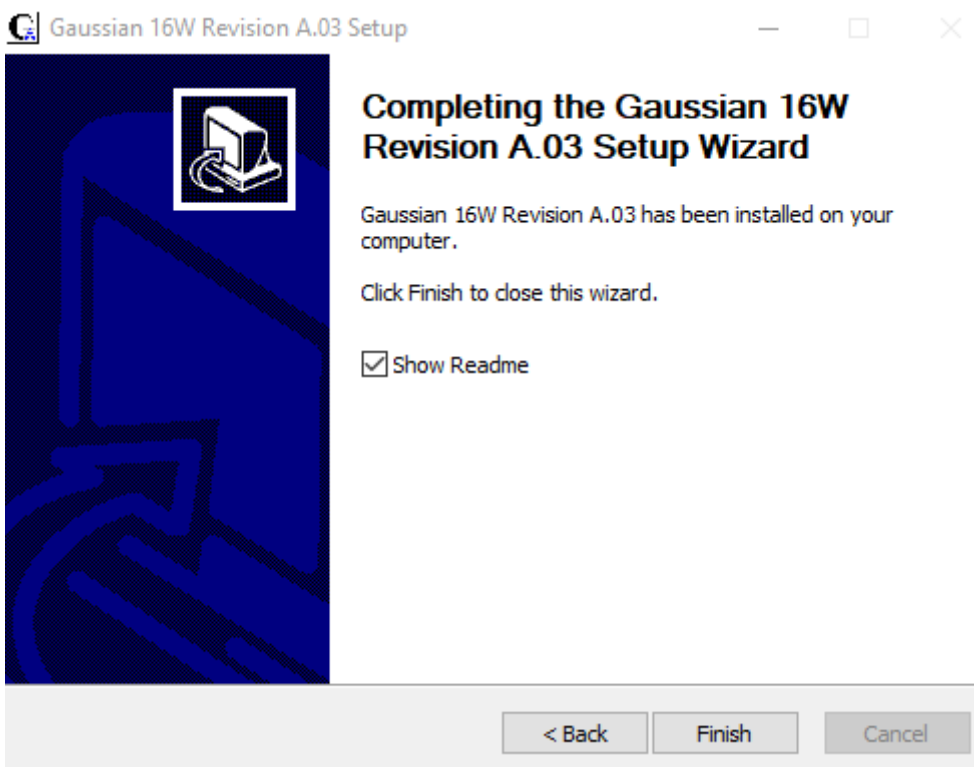 Gaussian 16W Revision A.03 Setup
Completing the Gaussian 16W
Revision A.03 Setup Wizard
Gaussian 16W Revision A.03 has been installed on your
computer.
Click Finish to close this wizard.
Show Readme
< Back
Finish
Cancel